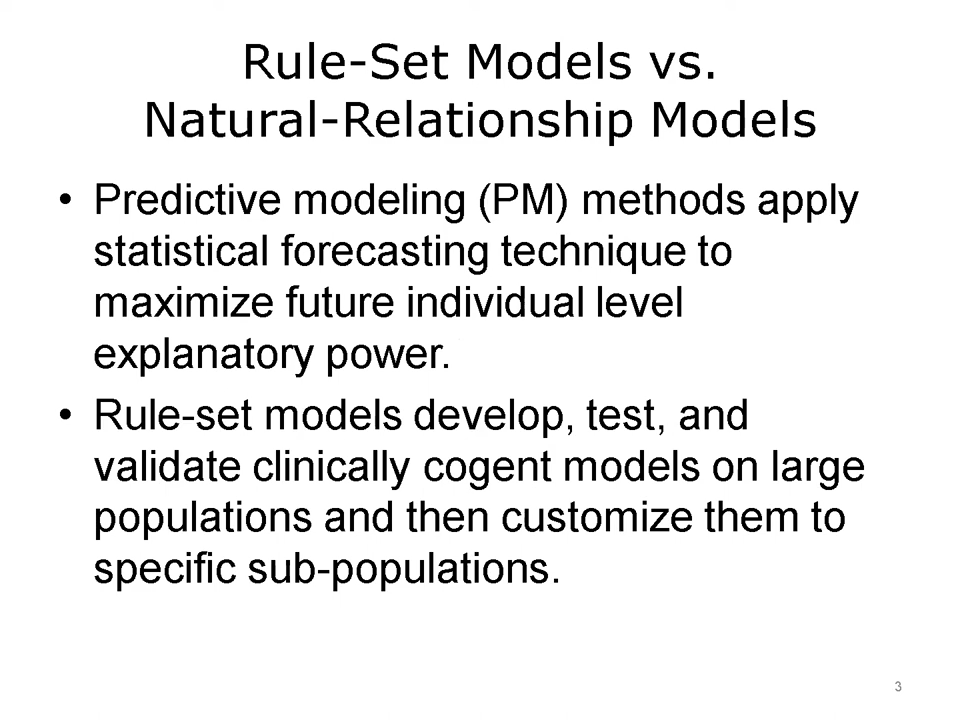 Rule-Set Models vs.
Natural-Relationship Models
• Predictive modeling (PM) methods apply
statistical forecasting technique to
maximize future individual level
explanatory power.
• Rule-set models develop, test, and
validate clinically cogent models on large
populations and then customize them to
specific sub-populations.
3